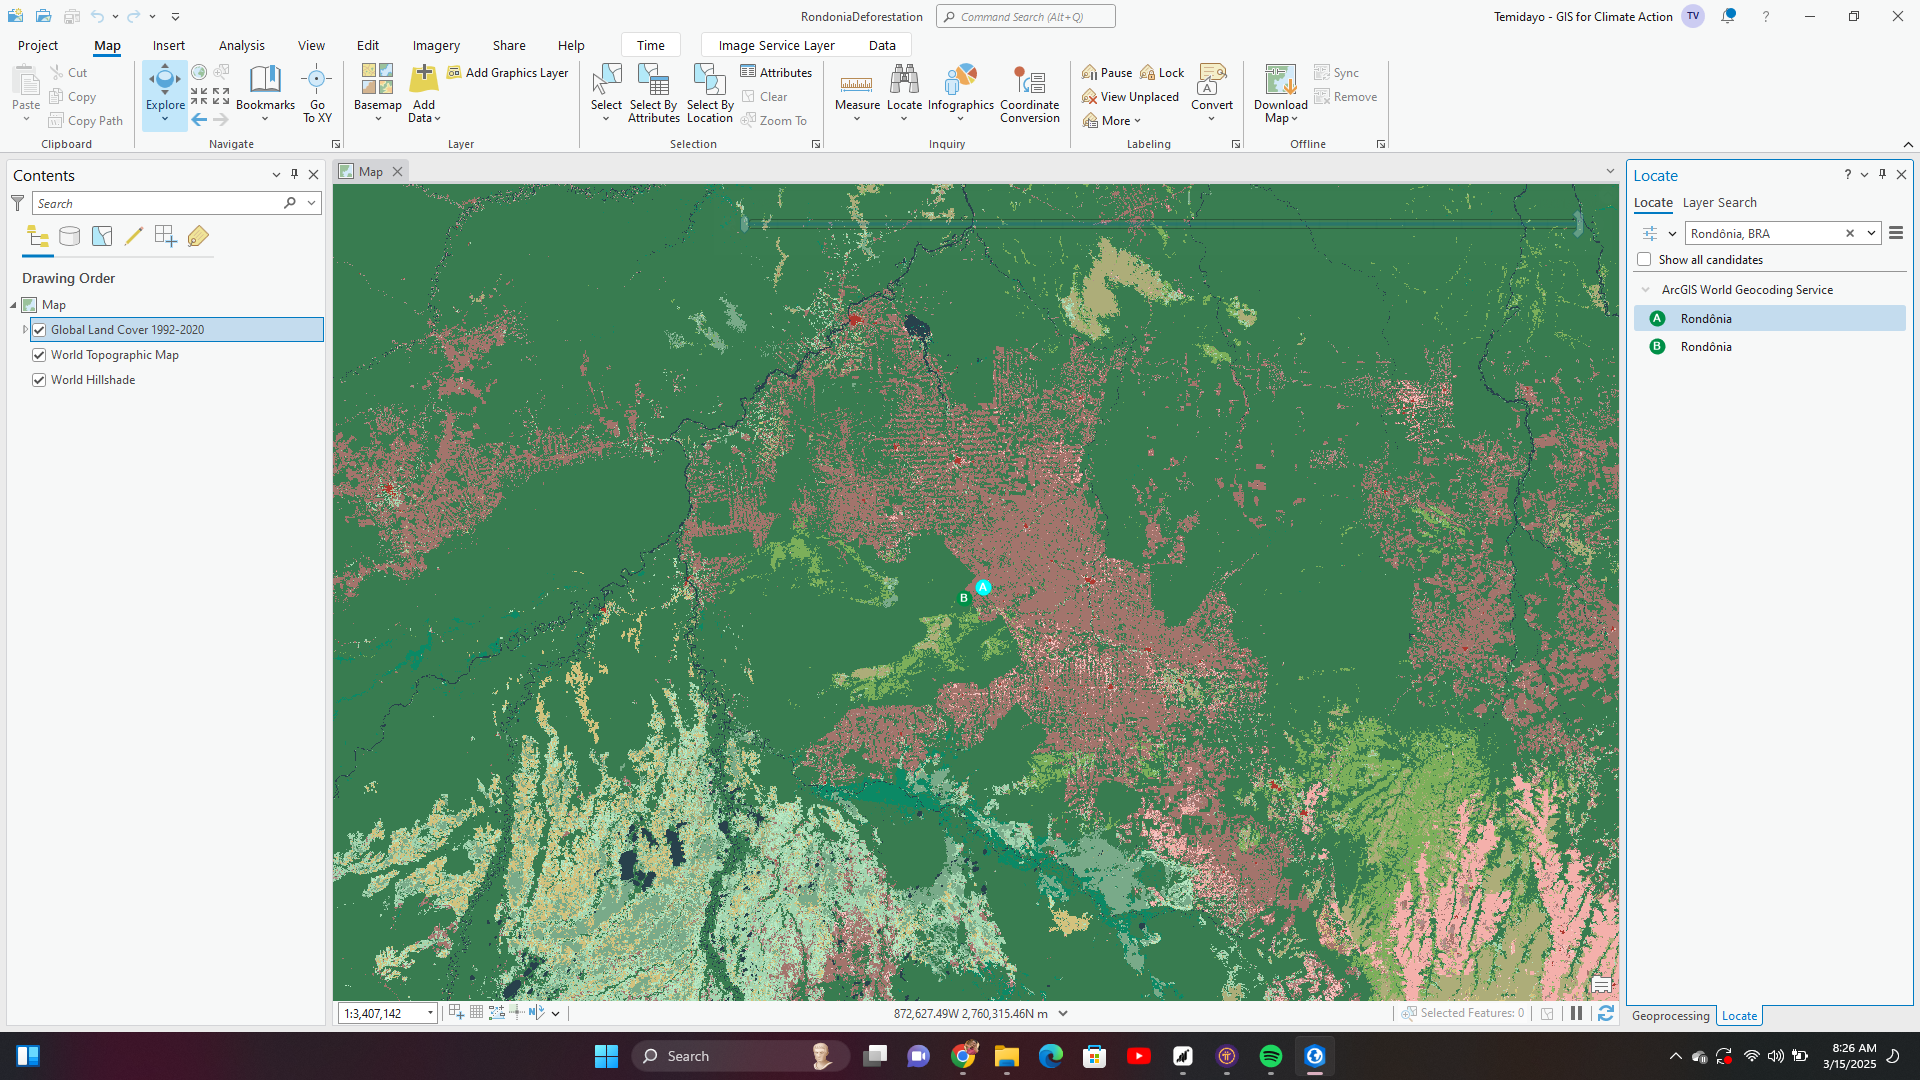 RondoniaDeforestation
Command Search (Alt+Q)
Temidayo - GIS for Climate Action
TV
?
Project
Map
Insert
Analysis
View
Edit
Imagery
Share
Help
Time
Image Service Layer
Data
Paste
Cut
Copy
Copy Path
Clipboard
Explore
Bookmarks
Go To XY
Navigate
Basemap
Add Data
Add Graphics Layer
Layer
Select
Select By Attributes
Select By Location
Attributes
Clear
Zoom To
Selection
Measure
Locate
Infographics
Coordinate Conversion
Inquiry
Pause
Lock
View Unplaced
More
Convert
Labeling
Download Map
Sync
Remove
Offline
Contents
Search
Drawing Order
Map
Global Land Cover 1992-2020
World Topographic Map
World Hillshade
Map
A
B
1:3,407,142
872,627.49W 2,760,315.46N m
Selected Features: 0
Locate
?
Locate
Layer Search
Rondônia, BRA
Show all candidates
ArcGIS World Geocoding Service
A Rondônia
B Rondônia
Geoprocessing
Locate
Search
8:26 AM
3/15/2025